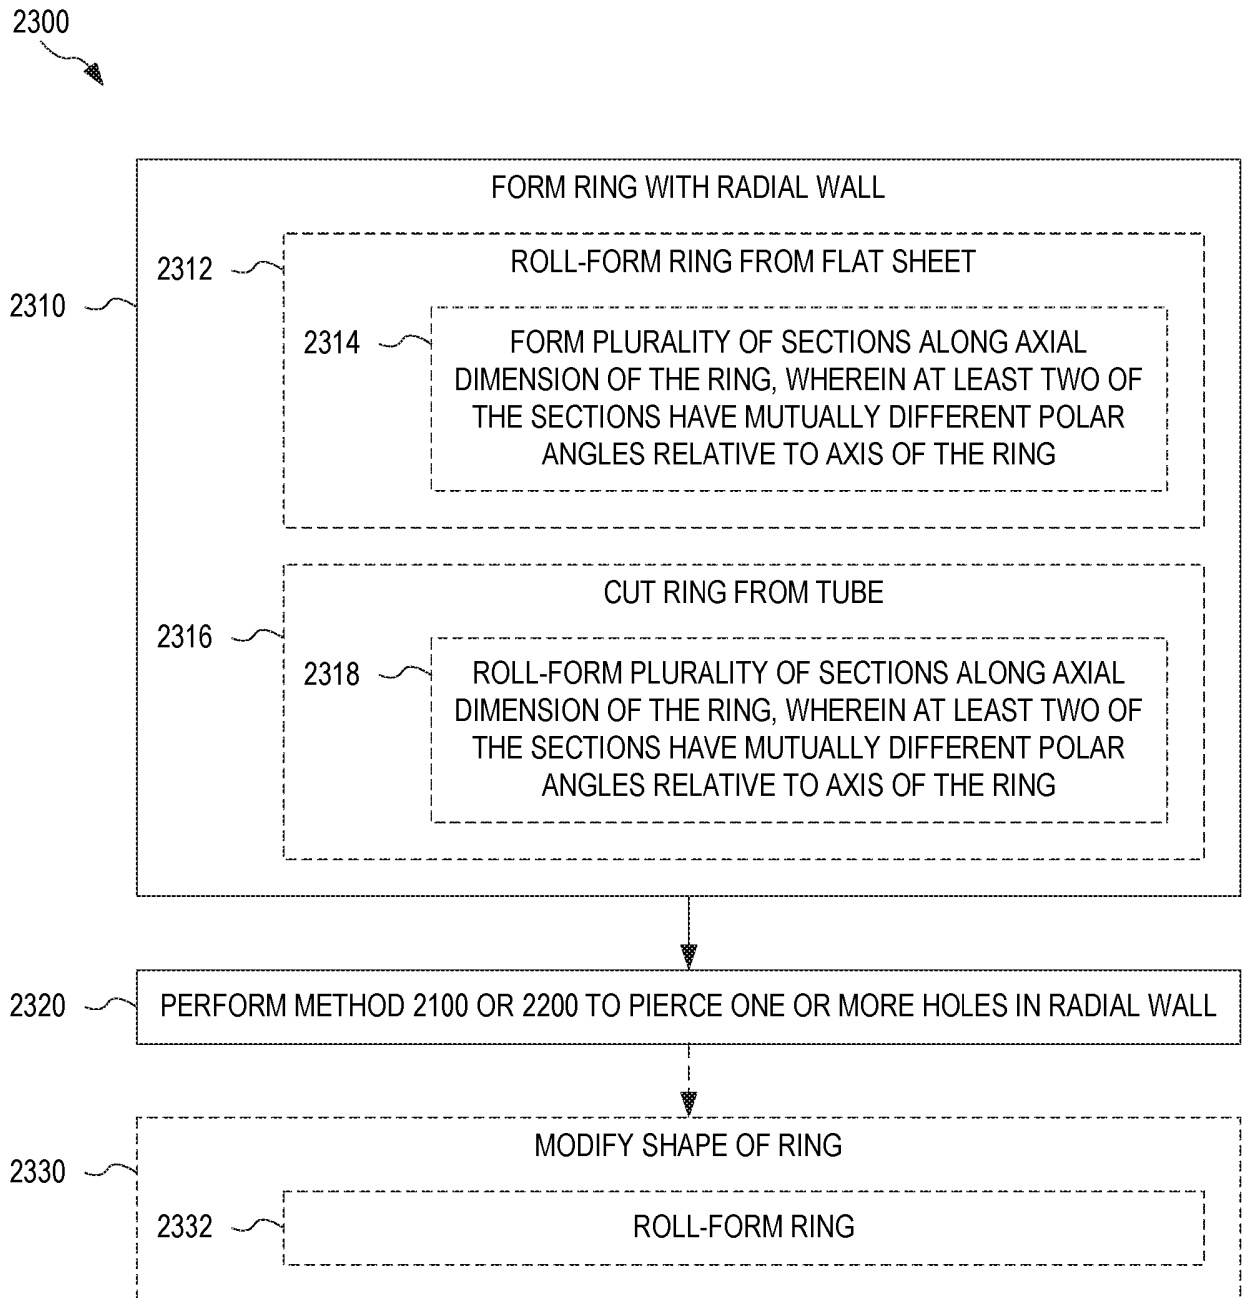 2300
FORM RING WITH RADIAL WALL
2312
ROLL-FORM RING FROM FLAT SHEET
2310
2314
FORM PLURALITY OF SECTIONS ALONG AXIAL
DIMENSION OF THE RING, WHEREIN AT LEAST TWO OF
THE SECTIONS HAVE MUTUALLY DIFFERENT POLAR
ANGLES RELATIVE TO AXIS OF THE RING
CUT RING FROM TUBE
2316
2318
ROLL-FORM PLURALITY OF SECTIONS ALONG AXIAL
DIMENSION OF THE RING, WHEREIN AT LEAST TWO OF
THE SECTIONS HAVE MUTUALLY DIFFERENT POLAR
ANGLES RELATIVE TO AXIS OF THE RING
2320
PERFORM METHOD 2100 OR 2200 TO PIERCE ONE OR MORE HOLES IN RADIAL WALL
MODIFY SHAPE OF RING
2330
2332
ROLL-FORM RING